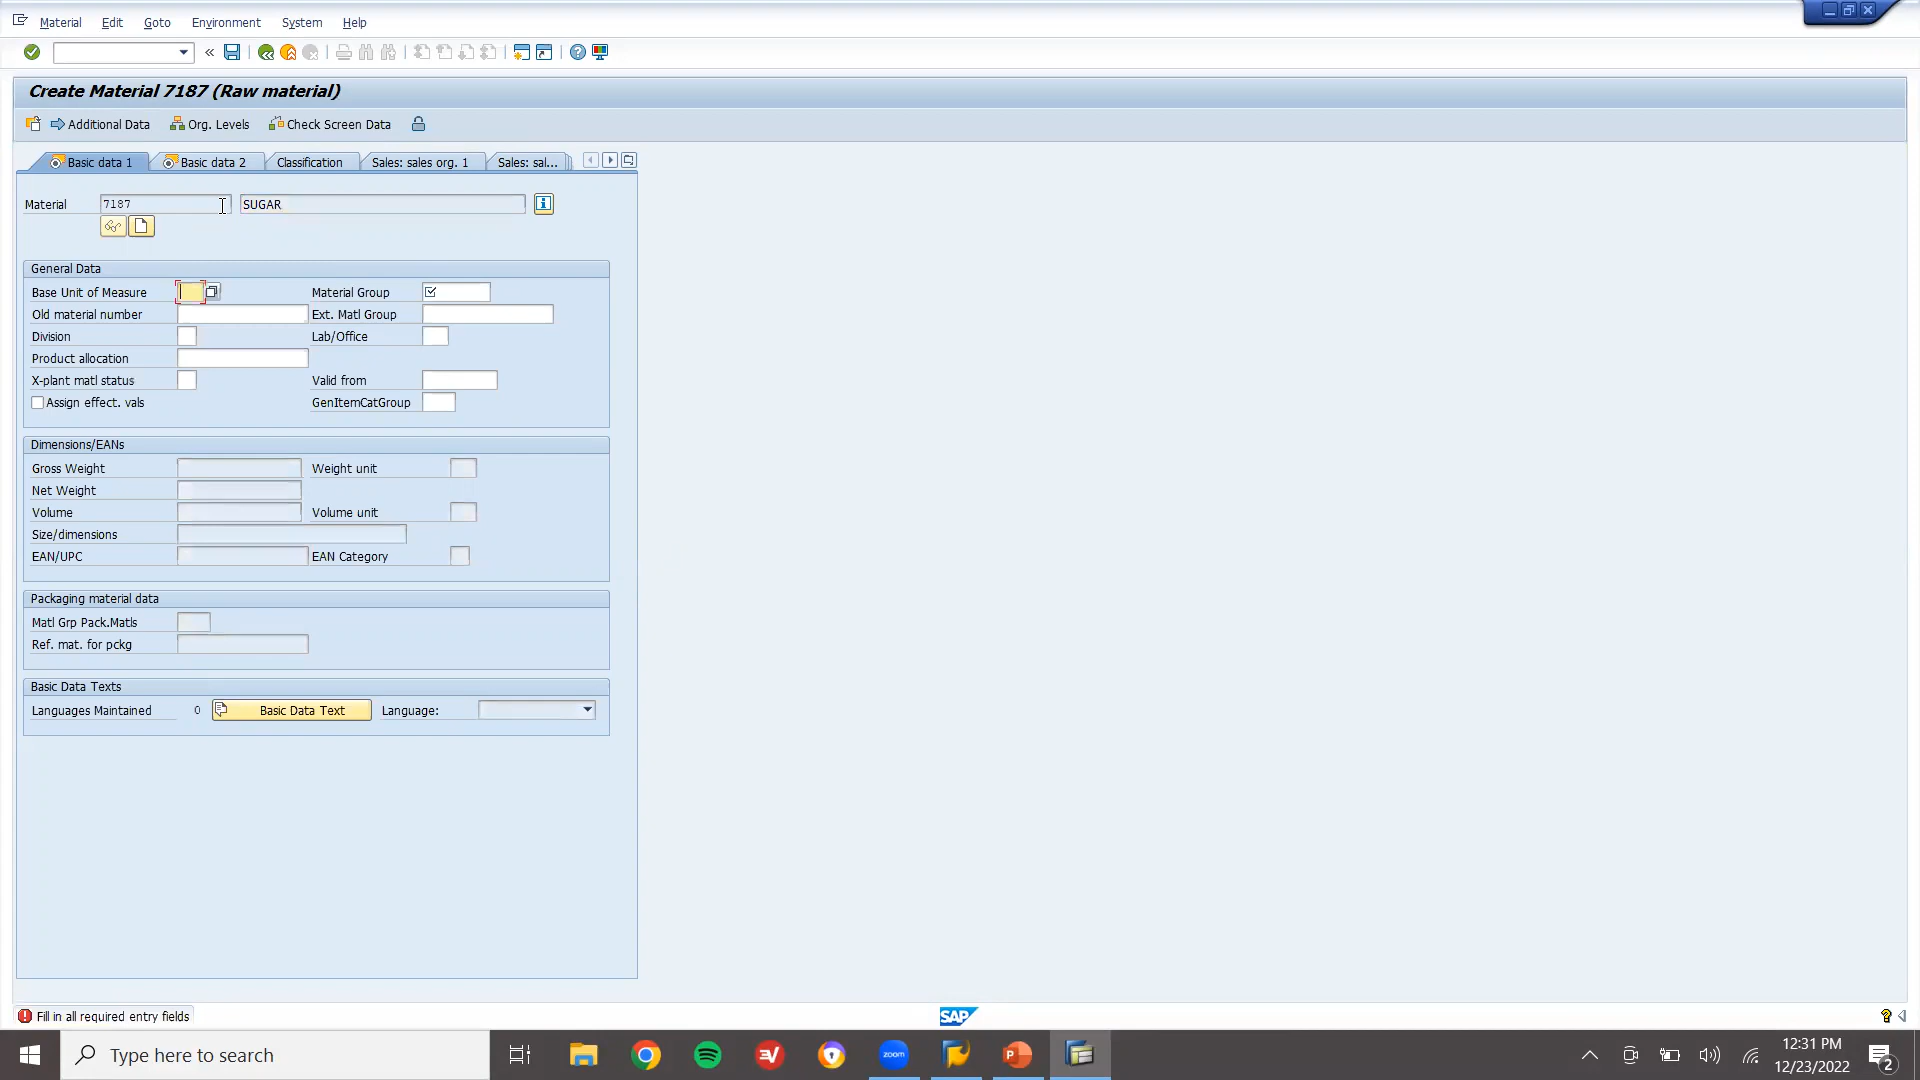 Material Edit Goto Environment System Help
Create Material 7187 (Raw material)
Additional Data Org. Levels Check Screen Data
Basic data 1 Basic data 2 Classification Sales: sales org. 1 Sales: sal...
Material 7187 SUGAR
General Data
Base Unit of Measure Material Group
Old material number Ext. Matl Group
Division Lab/Office
Product allocation
X-plant matl status Valid from
Assign effect. vals GenItemCatGroup
Dimensions/EANs
Gross Weight Weight unit
Net Weight
Volume Volume unit
Size/dimensions
EAN/UPC EAN Category
Packaging material data
Matl Grp Pack.Matls
Ref. mat. for pckg
Basic Data Texts
Languages Maintained 0 Basic Data Text Language:
Fill in all required entry fields SAP
Type here to search zoom P 12:31 PM
12/23/2022 2